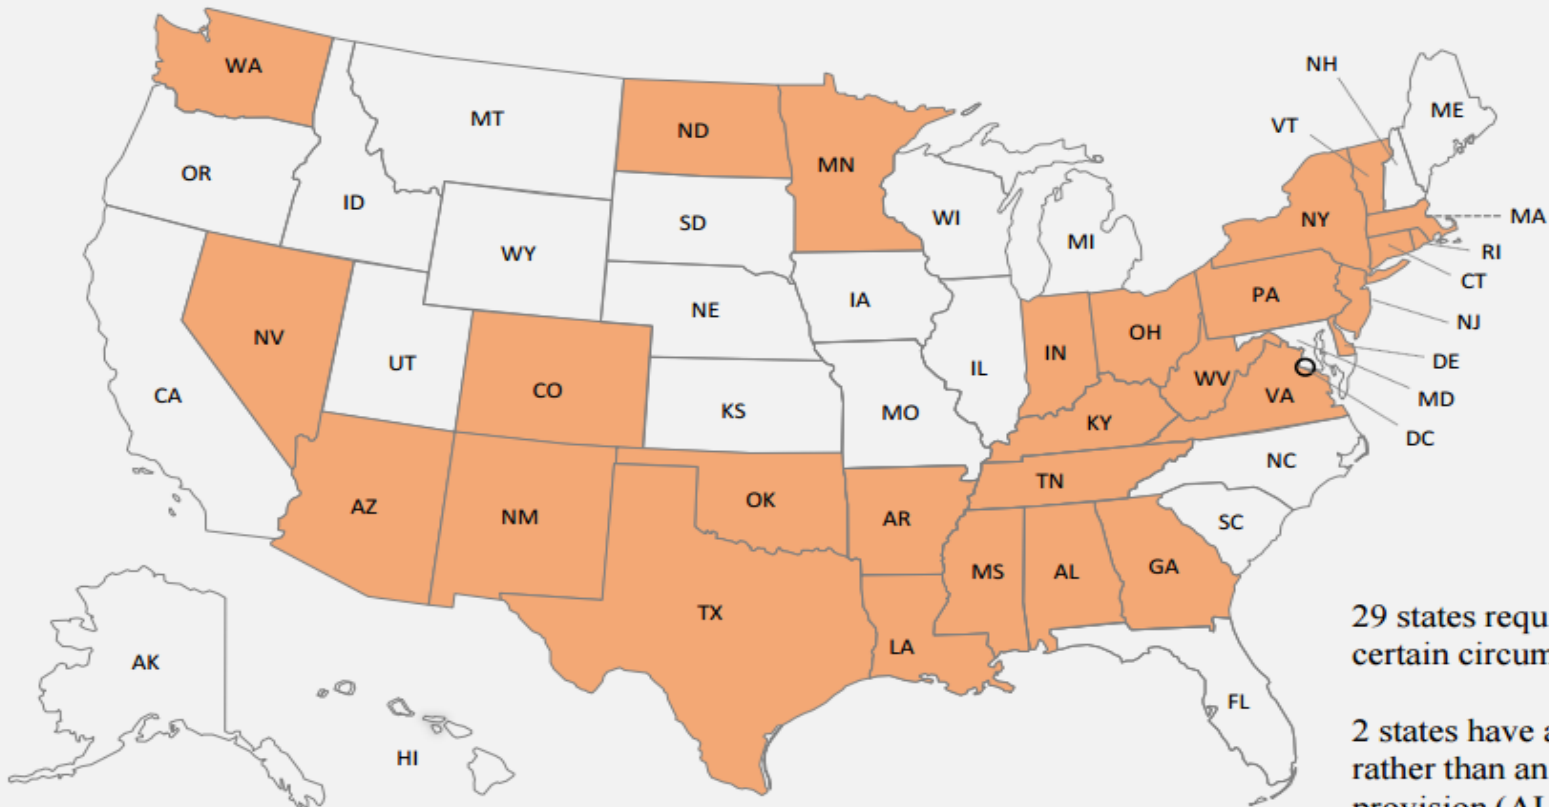 WA
MT
ND
MN
OR
ID
SD
WY
WI
MI
NH
VT
ME
NY
MA
RI
CT
NJ
DE
MD
DC
PA
NV
UT
CO
NE
IA
IL
IN
OH
WV
VA
CA
KS
MO
KY
NC
TN
SC
AZ
NM
OK
AR
MS
AL
GA
TX
LA
FL
AK
HI
29 states requ
certain circum
2 states have a
rather than an
provision (AL